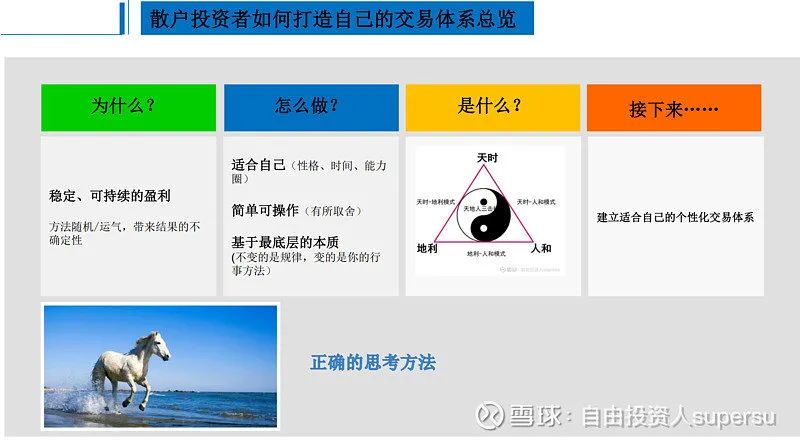 散户投资者如何打造自己的交易体系总览
为什么?
怎么做?
是什么?
接下来……
稳定、可持续的盈利
方法随机/运气，带来结果的不
确定性
适合自己（性格、时间、能力
圈）
简单可操作（有所取舍）
基于最底层的本质
(不变的是规律，变的是你的行
事方法）
天时
天时-地利模式
天时-人和模式
天地人三击
地利
人和
地利-人和模式
雪球
建立适合自己的个性化交易体系
正确的思考方法
雪球：自由投资人supersu